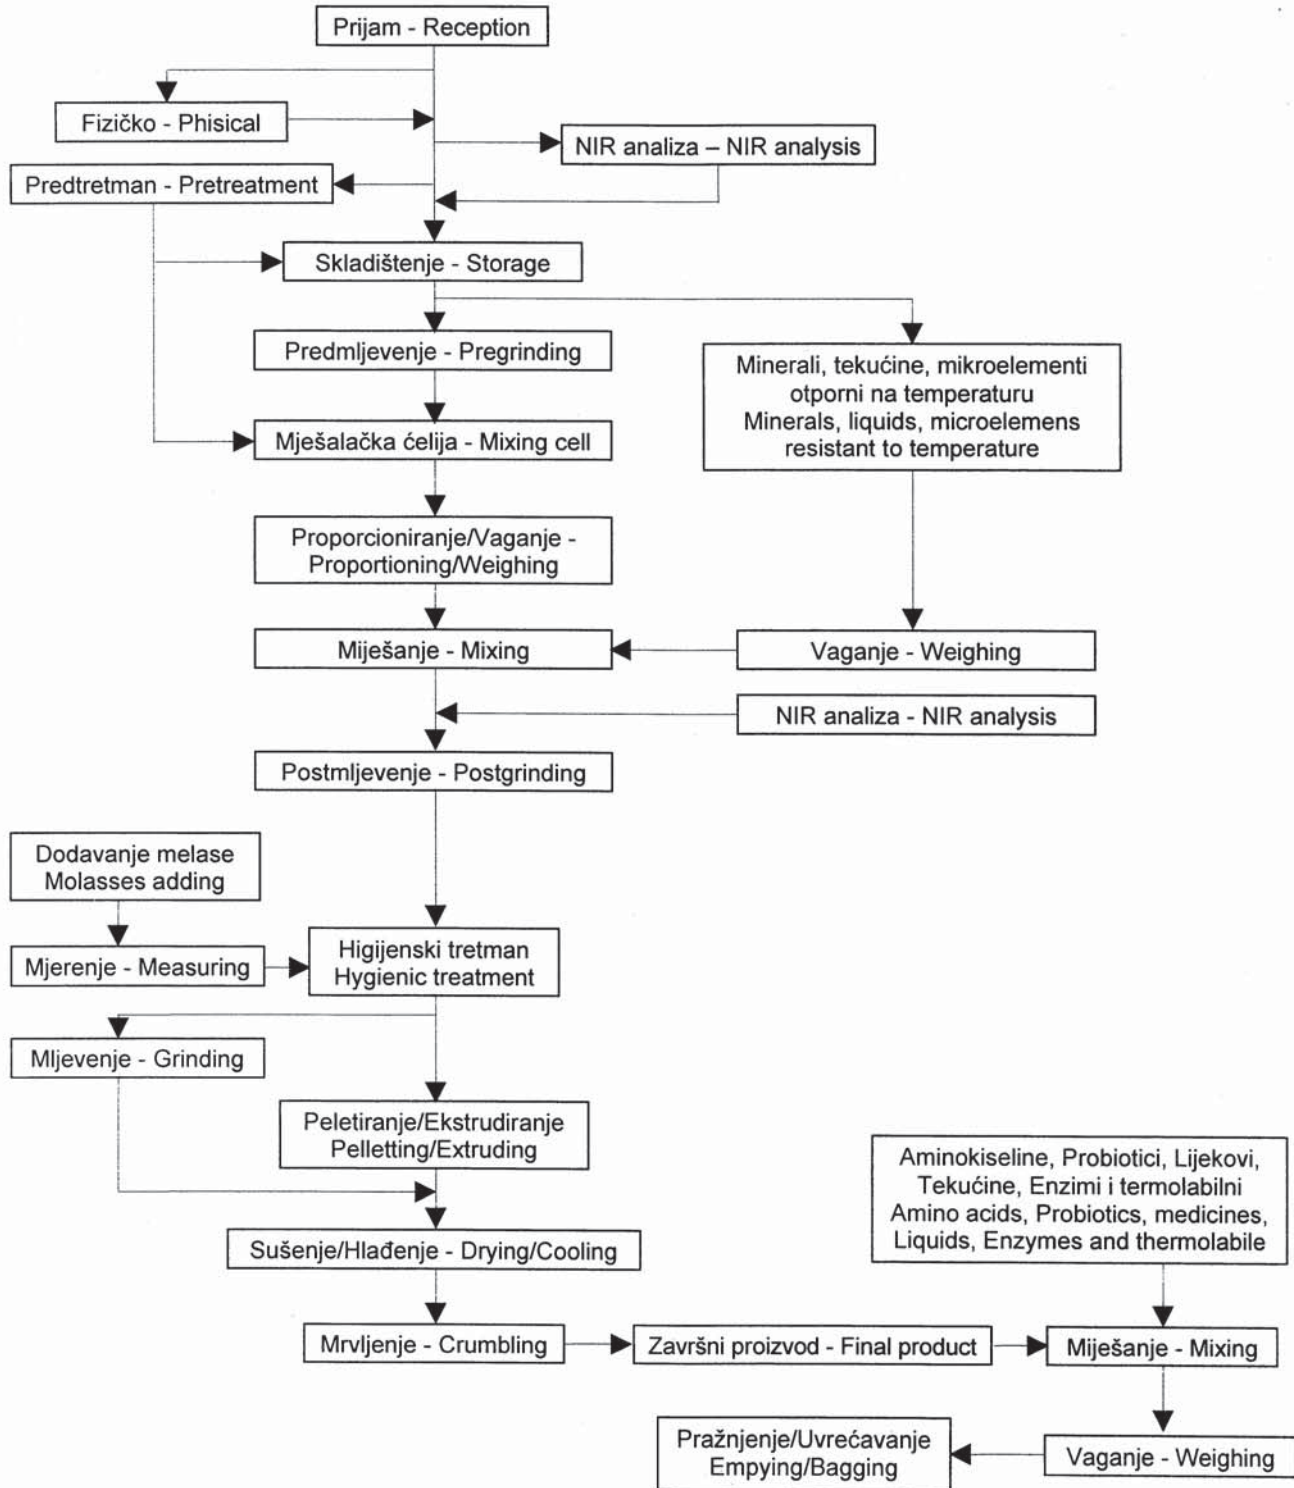 Prijam - Reception
Fizičko - Phisical
NIR analiza – NIR analysis
Predtretman - Pretreatment
Skladištenje - Storage
Predmljevenje - Pregrinding
Minerali, tekućine, mikroelementi
otporni na temperaturu
Minerals, liquids, microelemens
resistant to temperature
Mješalačka ćelija - Mixing cell
Proporcioniranje/Vaganje -
Proportioning/Weighing
Miješanje - Mixing
Vaganje - Weighing
NIR analiza - NIR analysis
Postmljevenje - Postgrinding
Dodavanje melase
Molasses adding
Mjerenje - Measuring
Higijenski tretman
Hygienic treatment
Mljevenje - Grinding
Peletiranje/Ekstrudiranje
Pelletting/Extruding
Aminokiseline, Probiotici, Lijekovi,
Tekućine, Enzimi i termolabilni
Amino acids, Probiotics, medicines,
Liquids, Enzymes and thermolabile
Sušenje/Hlađenje - Drying/Cooling
Mrvljenje - Crumbling
Završni proizvod - Final product
Miješanje - Mixing
Pražnjenje/Uvrećavanje
Empying/Bagging
Vaganje - Weighing